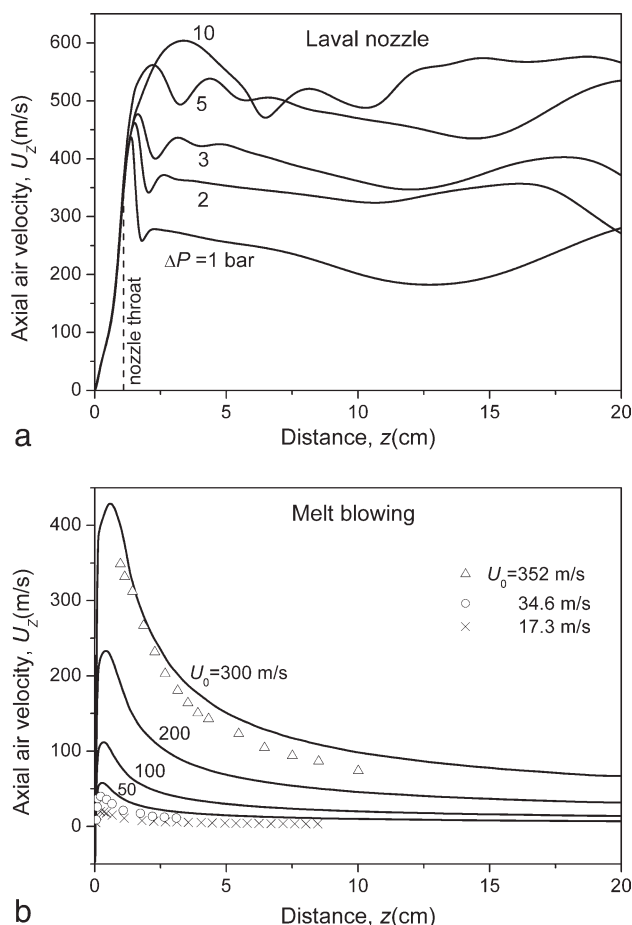 600
500
400
300
200
100
0
Axial air velocity, U_Z(m/s)
Laval nozzle
10
5
3
2
ΔP =1 bar
nozzle throat
0 5 10 15 20
Distance, z(cm)
a
400
300
200
100
0
Axial air velocity, U_Z(m/s)
Melt blowing
U_0=352 m/s
34.6 m/s
17.3 m/s
U_0=300 m/s
200
100
50
0 5 10 15 20
Distance, z(cm)
b